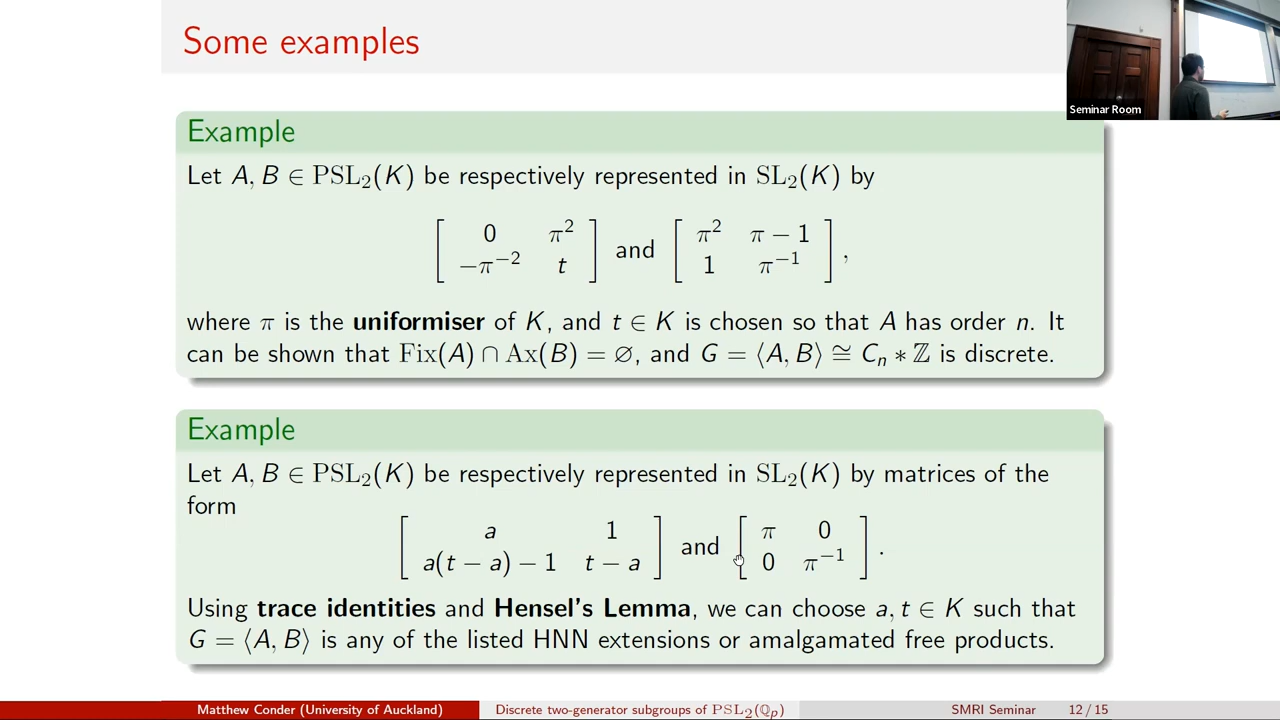 Some examples
Seminar Room
Example
Let A, B ∈ PSL₂(K) be respectively represented in SL₂(K) by
[ 0 π² ; −π⁻² t ] and [ π² π − 1 ; 1 π⁻¹ ] ,
where π is the uniformiser of K, and t ∈ K is chosen so that A has order n. It
can be shown that Fix(A) ∩ Ax(B) = ∅, and G = ⟨A, B⟩ ≅ Cₙ ∗ ℤ is discrete.
Example
Let A, B ∈ PSL₂(K) be respectively represented in SL₂(K) by matrices of the
form
[ a 1 ; a(t − a) − 1 t − a ] and [ π 0 ; 0 π⁻¹ ] .
Using trace identities and Hensel's Lemma, we can choose a, t ∈ K such that
G = ⟨A, B⟩ is any of the listed HNN extensions or amalgamated free products.
Matthew Conder (University of Auckland) Discrete two-generator subgroups of PSL₂(ℚₚ) SMRI Seminar 12 / 15